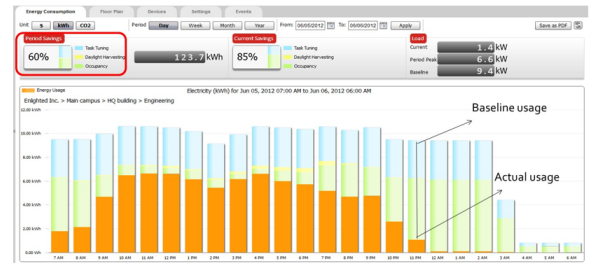 Energy Consumption Floor Plan Devices Settings Events
Unit $ kWh CO2 Period Day Week Month Year From: 06/05/2012 To: 06/06/2012 Apply Save as PDF
Period Savings
60%
Task Tuning
Daylight Harvesting
Occupancy
123.7 kWh
Current Savings
85%
Task Tuning
Daylight Harvesting
Occupancy
Load
Current 1.4 kW
Period Peak 6.6 kW
Baseline 9.4 kW
Energy Usage
Electricity (kWh) for Jun 05, 2012 07:00 AM to Jun 06, 2012 06:00 AM
Enlighted Inc. > Main campus > HQ building > Engineering
Baseline usage
Actual usage
12.00 kWh
10.00 kWh
8.00 kWh
6.00 kWh
4.00 kWh
2.00 kWh
0.00 kWh
7 AM 8 AM 9 AM 10 AM 11 AM 12 PM 1 PM 2 PM 3 PM 4 PM 5 PM 6 PM 7 PM 8 PM 9 PM 10 PM 11 PM 12 AM 1 AM 2 AM 3 AM 4 AM 5 AM 6 AM